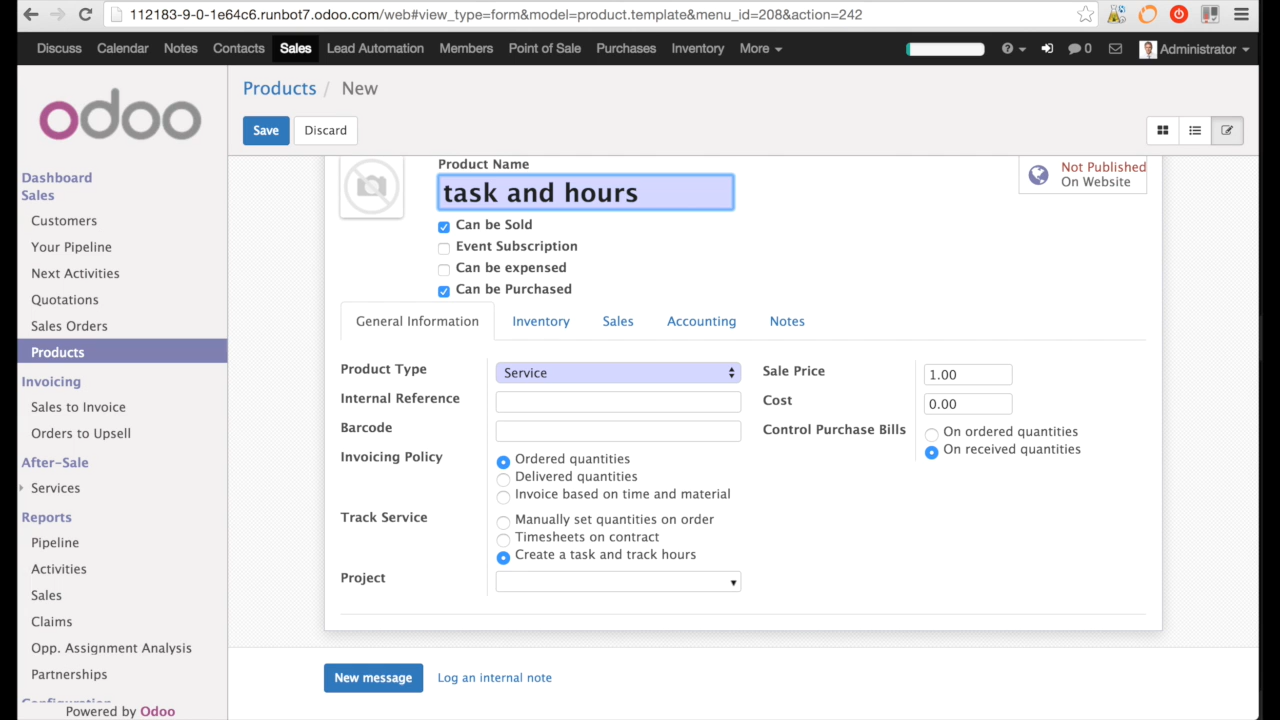 112183-9-0-1e64c6.runbot7.odoo.com/web#view_type=form&model=product.template&menu_id=208&action=242
Discuss Calendar Notes Contacts Sales Lead Automation Members Point of Sale Purchases Inventory More 0 Administrator
odoo
Dashboard
Sales
Customers
Your Pipeline
Next Activities
Quotations
Sales Orders
Products
Invoicing
Sales to Invoice
Orders to Upsell
After-Sale
Services
Reports
Pipeline
Activities
Sales
Claims
Opp. Assignment Analysis
Partnerships
Configuration
Powered by Odoo
Products / New
Save Discard
Product Name
task and hours
Not Published
On Website
Can be Sold
Event Subscription
Can be expensed
Can be Purchased
General Information Inventory Sales Accounting Notes
Product Type Service
Internal Reference
Barcode
Invoicing Policy Ordered quantities
Delivered quantities
Invoice based on time and material
Track Service Manually set quantities on order
Timesheets on contract
Create a task and track hours
Project
Sale Price 1.00
Cost 0.00
Control Purchase Bills On ordered quantities
On received quantities
New message Log an internal note